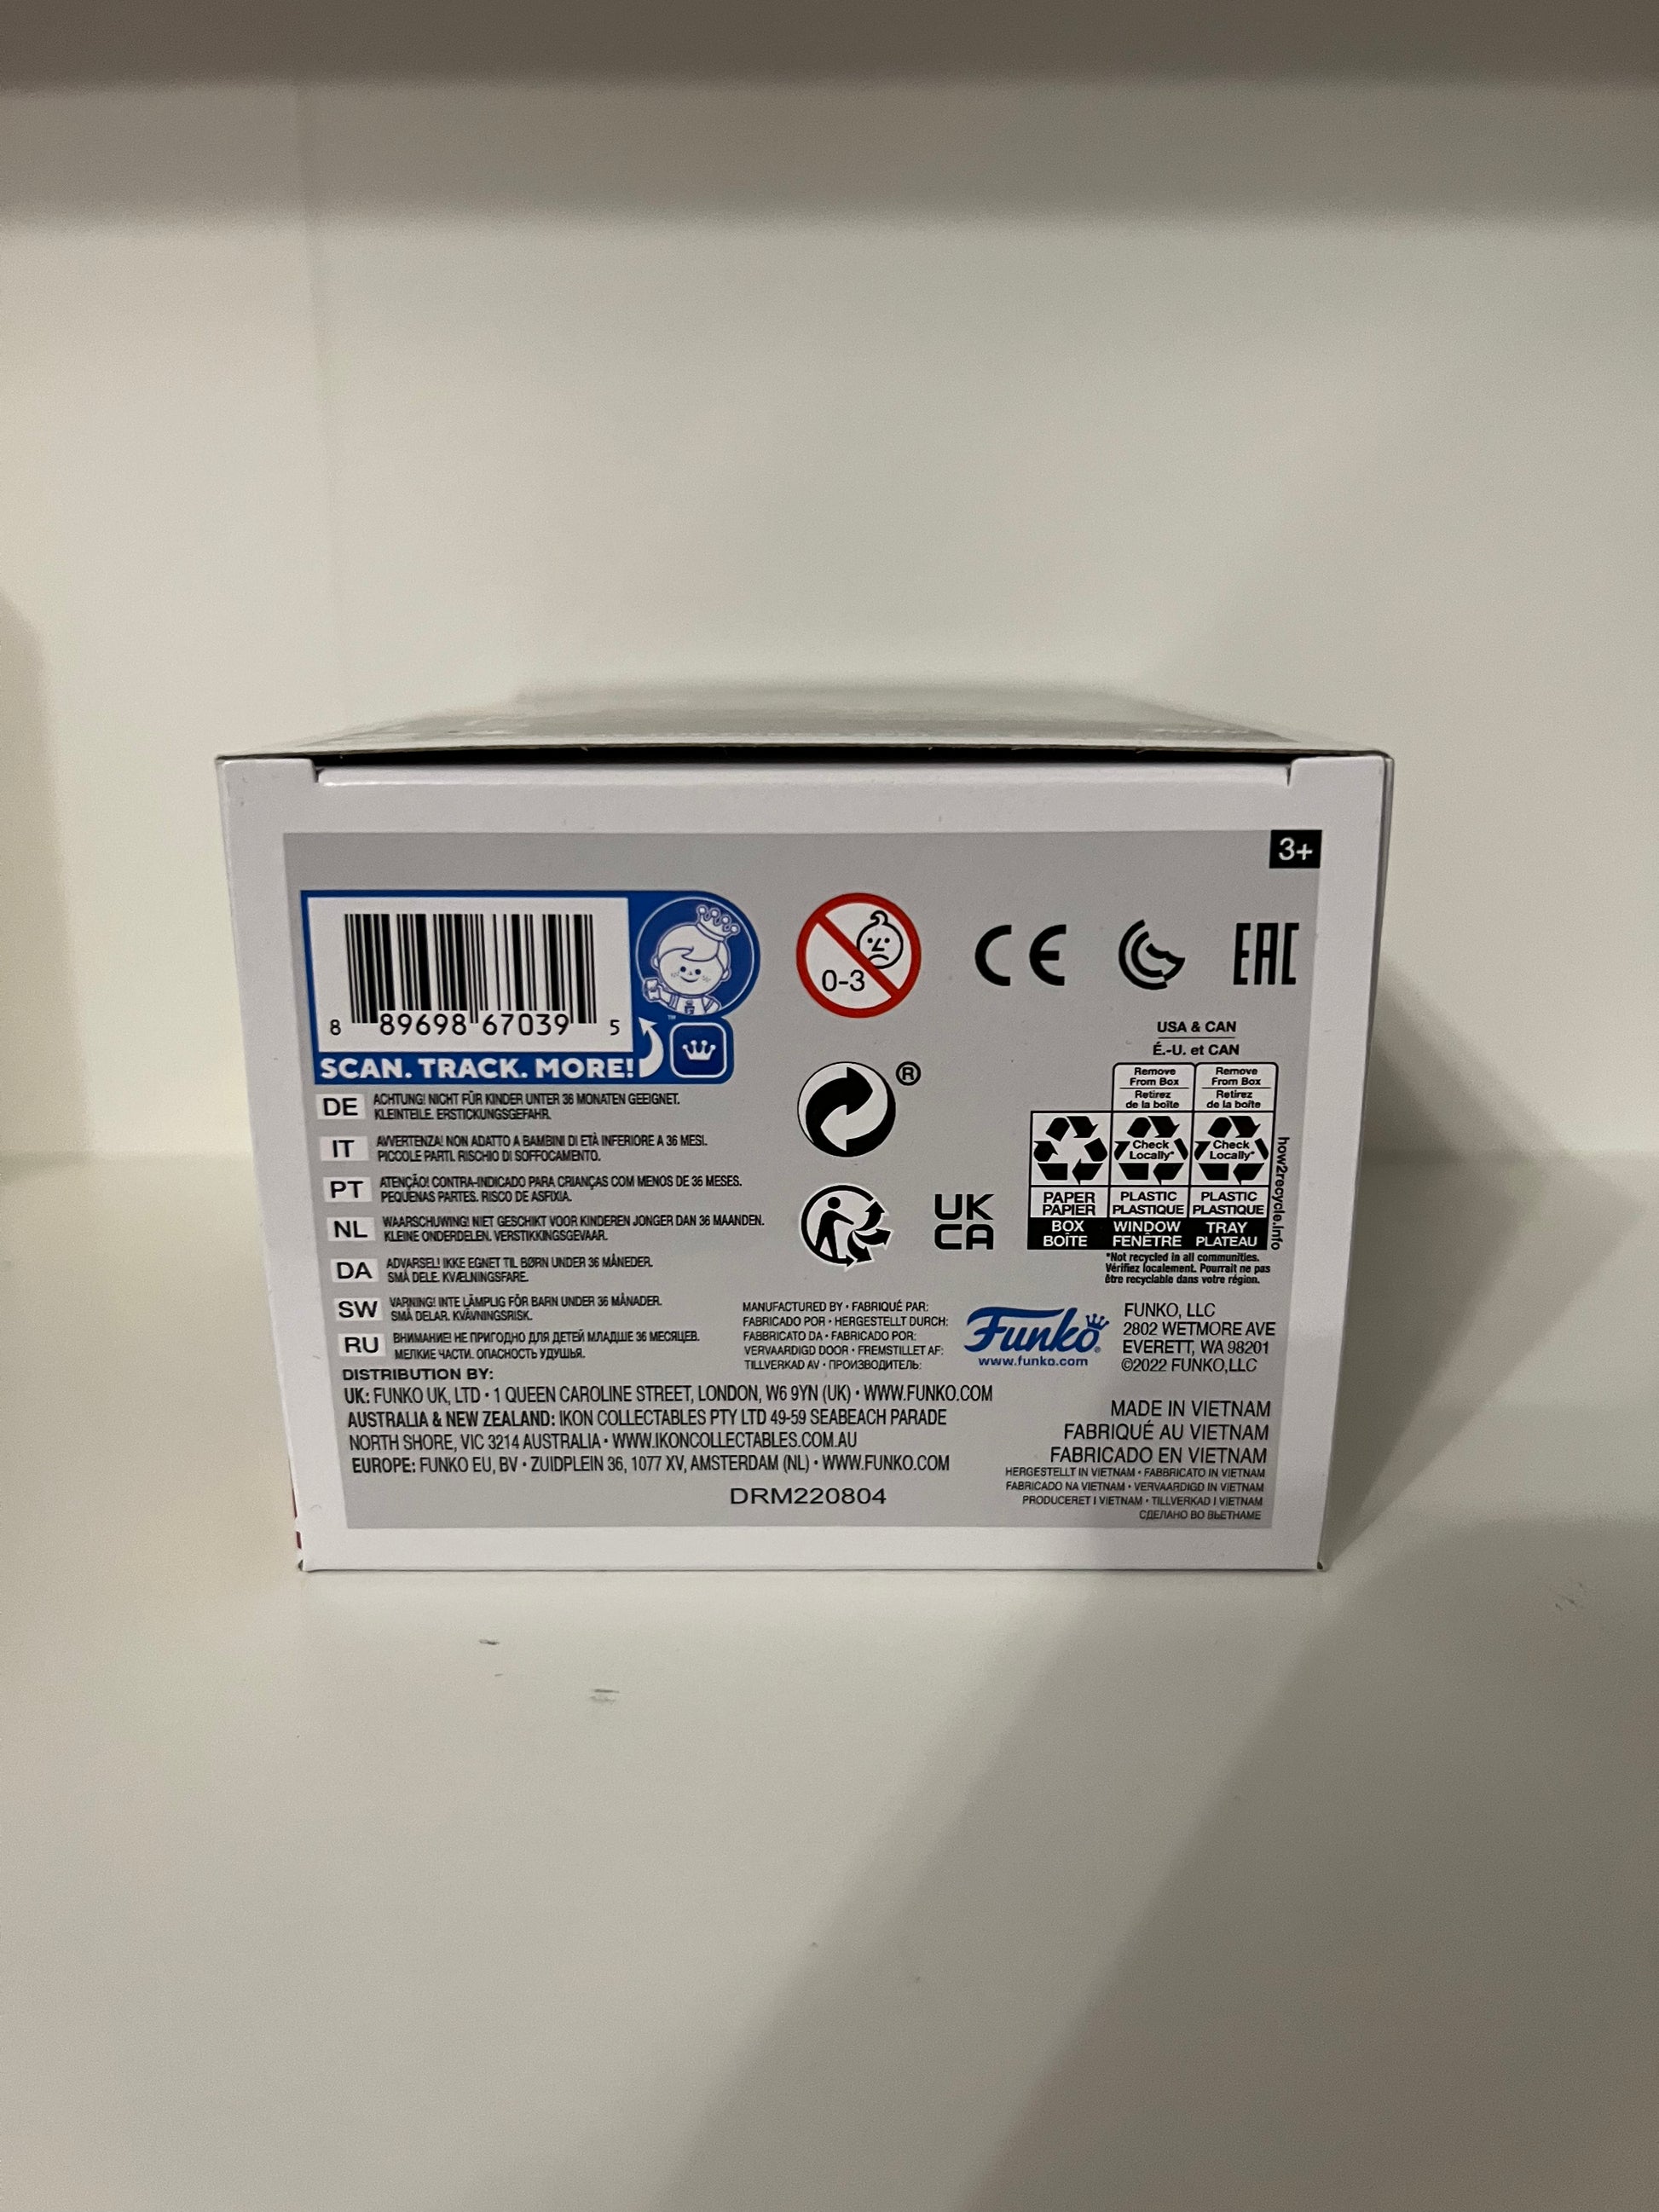 3+
8 89698 67039 5
SCAN. TRACK. MORE!
™
0-3
CE
EAC
DE ACHTUNG! NICHT FÜR KINDER UNTER 36 MONATEN GEEIGNET.
KLEINTEILE. ERSTICKUNGSGEFAHR.
IT AVVERTENZA! NON ADATTO A BAMBINI DI ETÀ INFERIORE A 36 MESI.
PICCOLE PARTI. RISCHIO DI SOFFOCAMENTO.
PT ATENÇÃO! CONTRA-INDICADO PARA CRIANÇAS COM MENOS DE 36 MESES.
PEQUENAS PARTES. RISCO DE ASFIXIA.
NL WAARSCHUWING! NIET GESCHIKT VOOR KINDEREN JONGER DAN 36 MAANDEN.
KLEINE ONDERDELEN. VERSTIKKINGSGEVAAR.
DA ADVARSEL! IKKE EGNET TIL BØRN UNDER 36 MÅNEDER.
SMÅ DELE. KVÆLNINGSFARE.
SW VARNING! INTE LÄMPLIG FÖR BARN UNDER 36 MÅNADER.
SMÅ DELAR. KVÄVNINGSRISK.
RU ВНИМАНИЕ! НЕ ПРИГОДНО ДЛЯ ДЕТЕЙ МЛАДШЕ 36 МЕСЯЦЕВ.
МЕЛКИЕ ЧАСТИ. ОПАСНОСТЬ УДУШЬЯ.
®
UK
CA
USA & CAN
É.-U. et CAN
Remove
From Box
Retirez
de la boîte
Remove
From Box
Retirez
de la boîte
Check
Locally*
Check
Locally*
PAPER
PAPIER
PLASTIC
PLASTIQUE
PLASTIC
PLASTIQUE
BOX
BOÎTE
WINDOW
FENÊTRE
TRAY
PLATEAU
how2recycle.info
*Not recycled in all communities.
Vérifiez localement. Pourrait ne pas
être recyclable dans votre région.
MANUFACTURED BY • FABRIQUÉ PAR:
FABRICADO POR • HERGESTELLT DURCH:
FABBRICATO DA • FABRICADO POR:
VERVAARDIGD DOOR • FREMSTILLET AF:
TILLVERKAD AV • ПРОИЗВОДИТЕЛЬ:
Funko®
www.funko.com
FUNKO, LLC
2802 WETMORE AVE
EVERETT, WA 98201
©2022 FUNKO,LLC
DISTRIBUTION BY:
UK: FUNKO UK, LTD • 1 QUEEN CAROLINE STREET, LONDON, W6 9YN (UK) • WWW.FUNKO.COM
AUSTRALIA & NEW ZEALAND: IKON COLLECTABLES PTY LTD 49-59 SEABEACH PARADE
NORTH SHORE, VIC 3214 AUSTRALIA • WWW.IKONCOLLECTABLES.COM.AU
EUROPE: FUNKO EU, BV • ZUIDPLEIN 36, 1077 XV, AMSTERDAM (NL) • WWW.FUNKO.COM
DRM220804
MADE IN VIETNAM
FABRIQUÉ AU VIETNAM
FABRICADO EN VIETNAM
HERGESTELLT IN VIETNAM • FABBRICATO IN VIETNAM
FABRICADO NA VIETNAM • VERVAARDIGD IN VIETNAM
PRODUCERET I VIETNAM • TILLVERKAD I VIETNAM
СДЕЛАНО ВО ВЬЕТНАМЕ